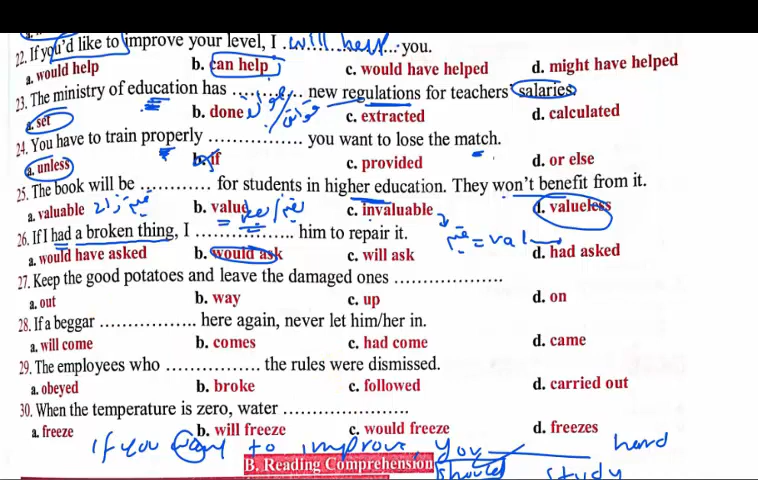 22. If you'd like to improve your level, I ............ you.
will help
a. would help b. can help c. would have helped d. might have helped
23. The ministry of education has ............ new regulations for teachers' salaries.
a. set b. done c. extracted d. calculated
24. You have to train properly ................ you want to lose the match.
a. unless b. if c. provided d. or else
25. The book will be ............ for students in higher education. They won't benefit from it.
a. valuable b. value c. invaluable d. valueless
26. If I had a broken thing, I ................ him to repair it.
a. would have asked b. would ask c. will ask d. had asked
27. Keep the good potatoes and leave the damaged ones ..................
a. out b. way c. up d. on
28. If a beggar ................ here again, never let him/her in.
a. will come b. comes c. had come d. came
29. The employees who ................ the rules were dismissed.
a. obeyed b. broke c. followed d. carried out
30. When the temperature is zero, water .....................
a. freeze b. will freeze c. would freeze d. freezes
If you want to improve, you ______ hard
B. Reading Comprehension
should study